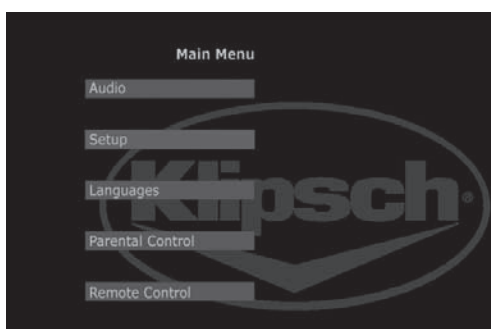 Main Menu
Audio
Setup
Languages
Parental Control
Remote Control
Klipsch®